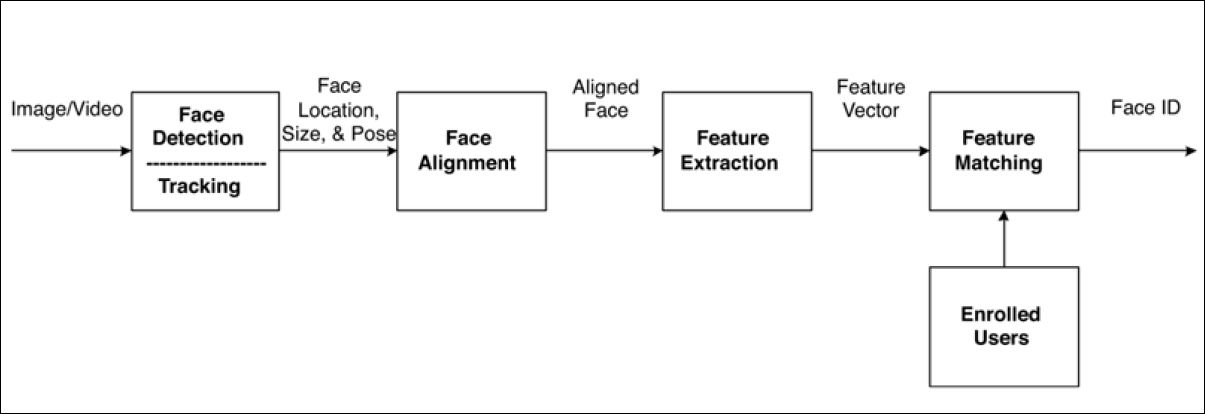 Image/Video
Face
Detection
-------------------
Tracking
Face
Location,
Size, & Pose
Face
Alignment
Aligned
Face
Feature
Extraction
Feature
Vector
Feature
Matching
Face ID
Enrolled
Users